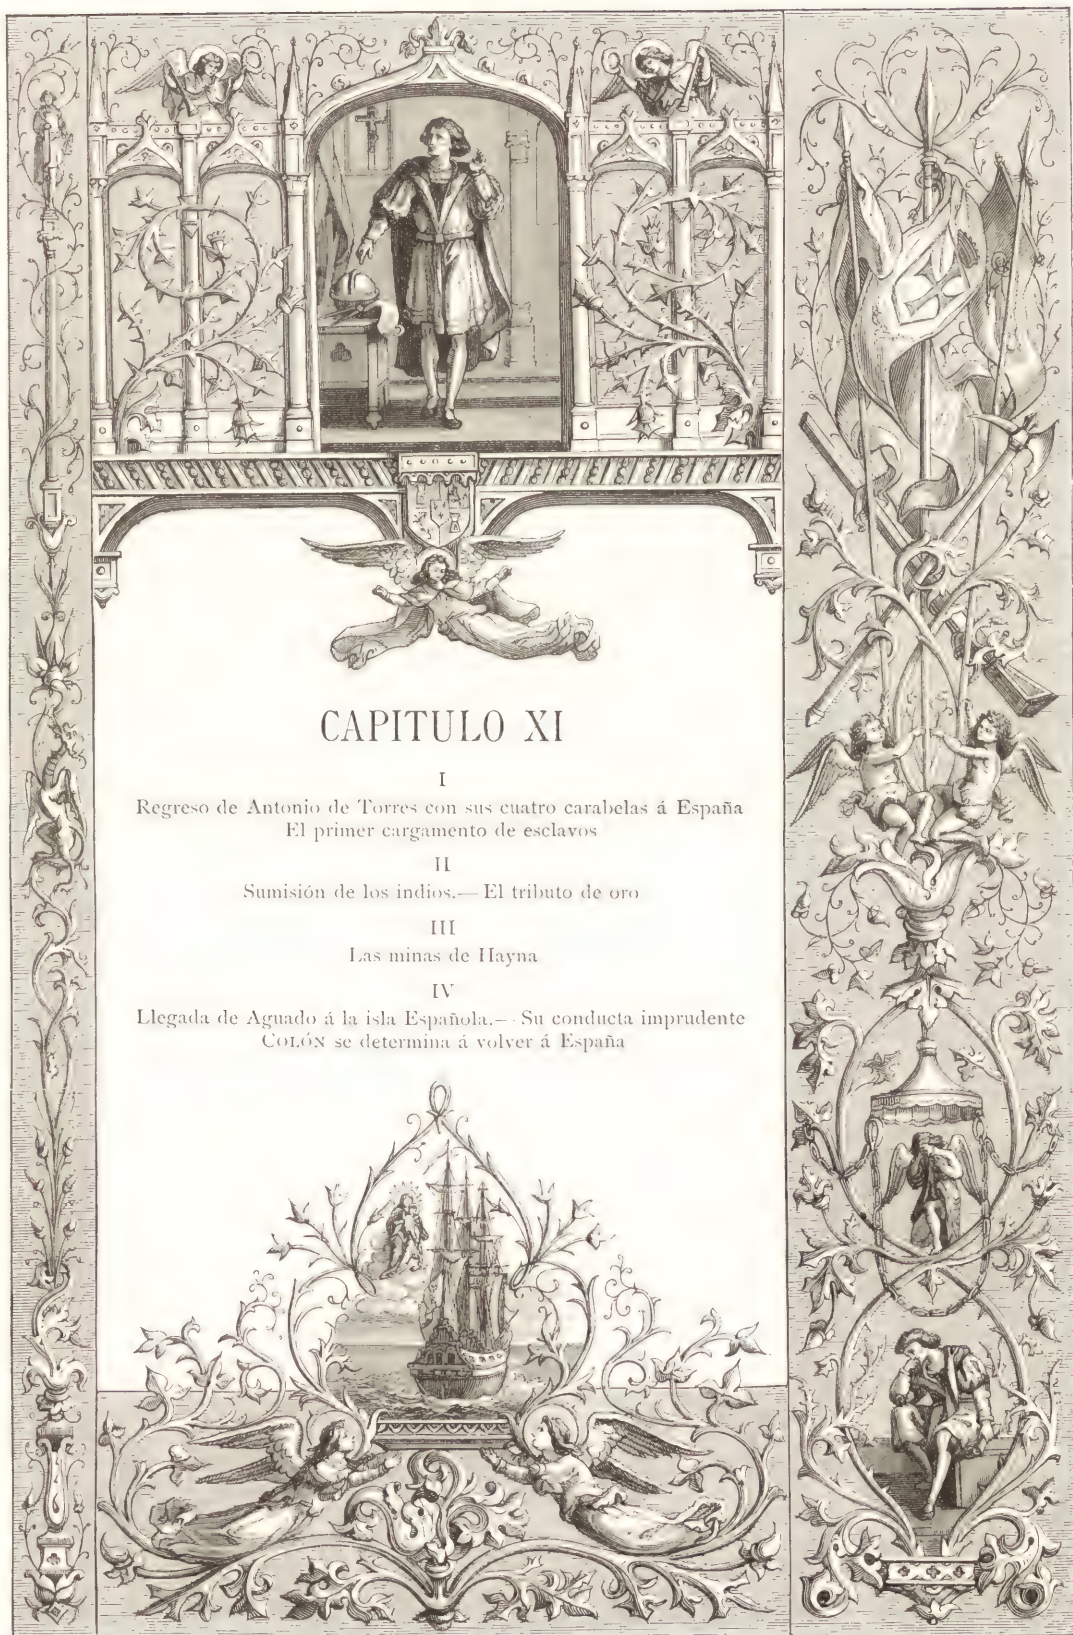 CAPITULO XI
I
Regreso de Antonio de Torres con sus cuatro carabelas á España
El primer cargamento de esclavos
II
Sumisión de los indios.— El tributo de oro
III
Las minas de Hayna
IV
Llegada de Aguado á la isla Española.— Su conducta imprudente
COLÓN se determina á volver á España